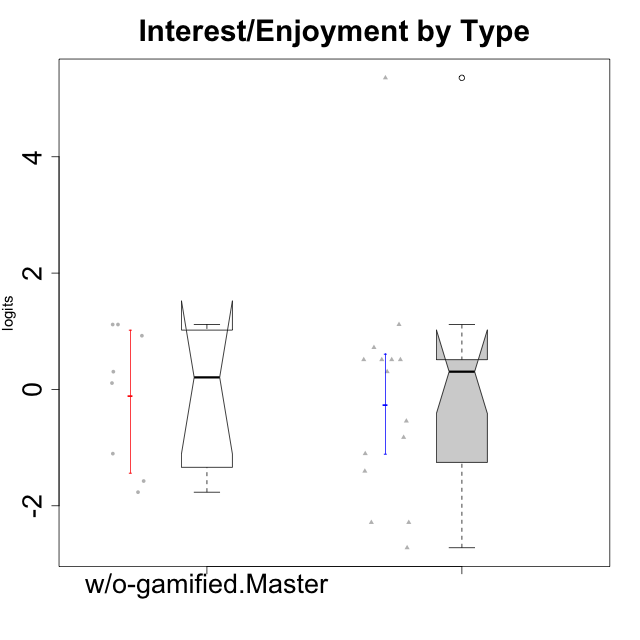 Interest/Enjoyment by Type
logits
4
2
0
-2
w/o-gamified.Master